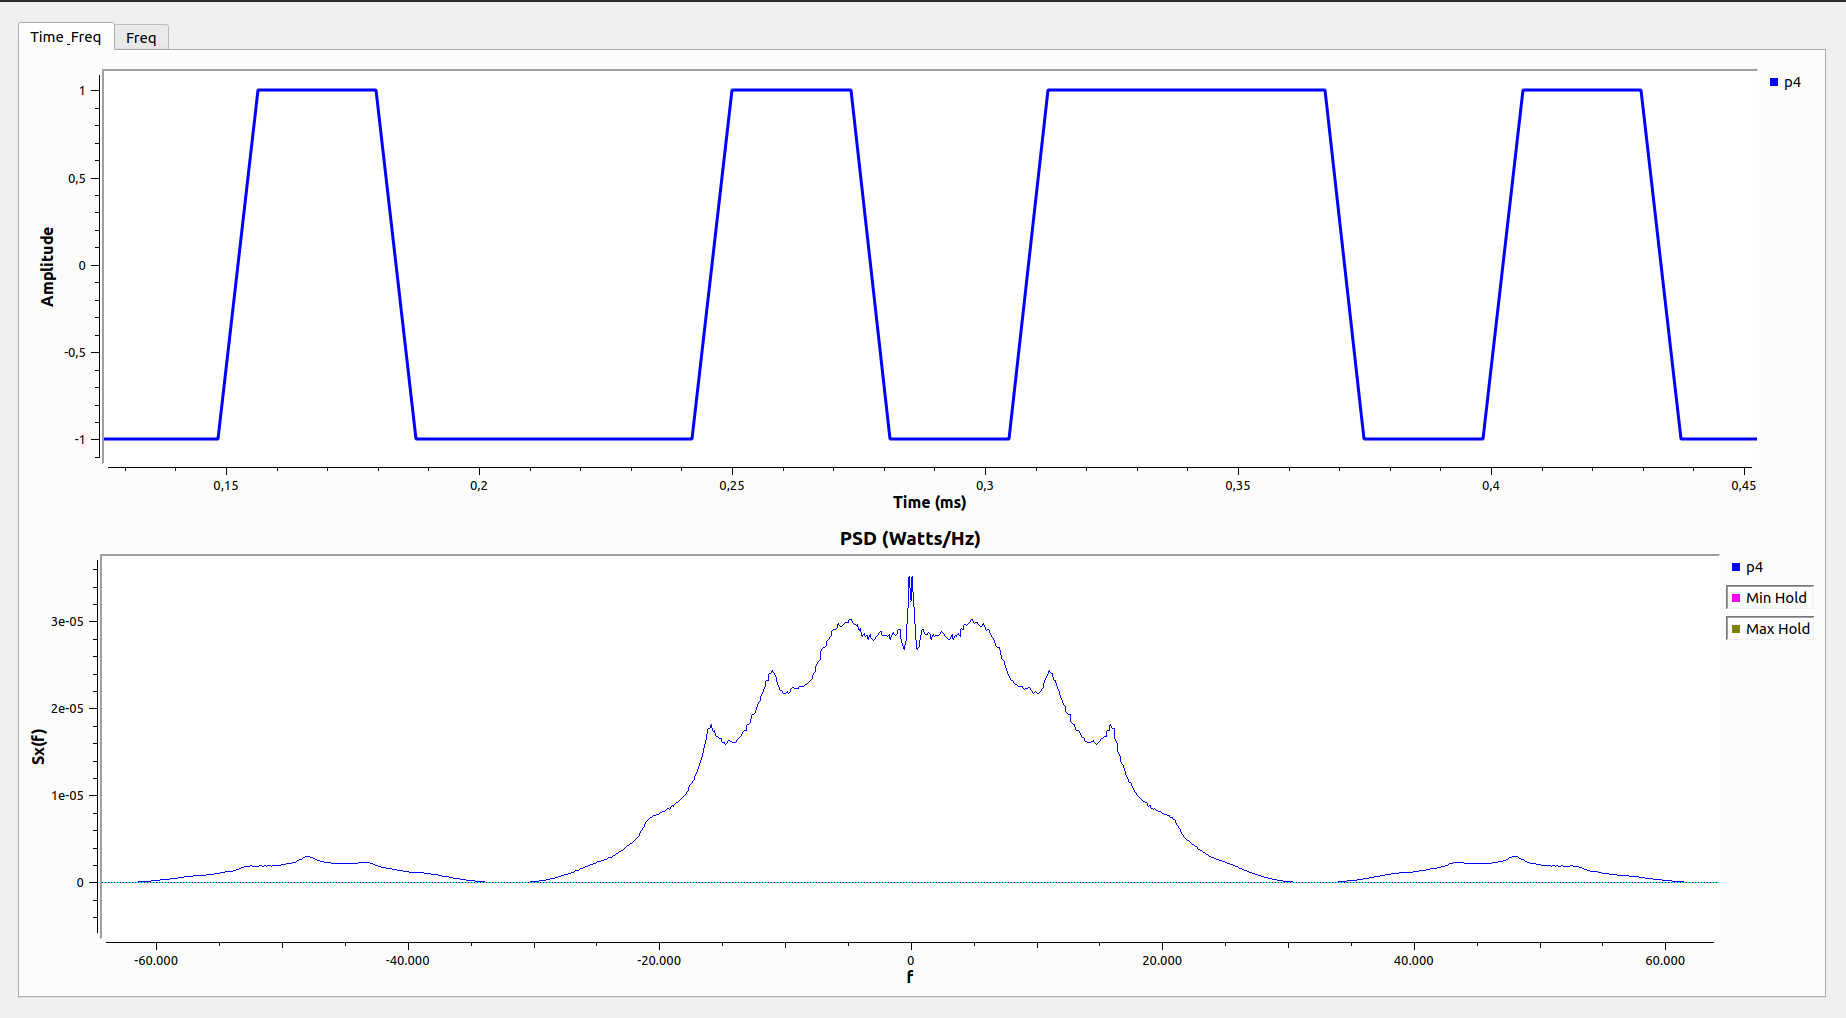 Time _Freq
Freq
1
0,5
0
-0,5
-1
Amplitude
0,15
0,2
0,25
0,3
0,35
0,4
0,45
Time (ms)
p4
PSD (Watts/Hz)
3e-05
2e-05
1e-05
0
Sx(f)
-60.000
-40.000
-20.000
0
20.000
40.000
60.000
f
p4
Min Hold
Max Hold